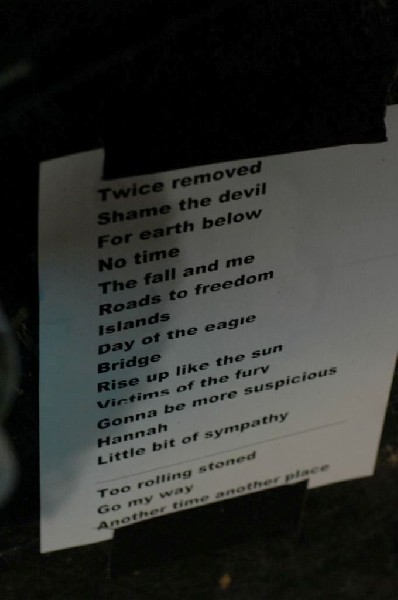 Twice removed
Shame the devil
For earth below
No time
The fall and me
Roads to freedom
Islands
Day of the eagle
Bridge
Rise up like the sun
Victims of the fury
Gonna be more suspicious
Hannah
Little bit of sympathy
Too rolling stoned
Go my way
Another time another place